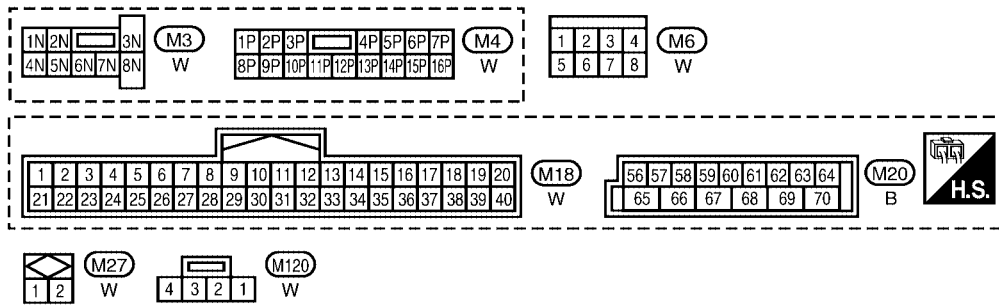 1N 2N 3N M3
4N 5N 6N 7N 8N W
1P 2P 3P 4P 5P 6P 7P M4
8P 9P 10P 11P 12P 13P 14P 15P 16P W
1 2 3 4 M6
5 6 7 8 W
1 2 3 4 5 6 7 8 9 10 11 12 13 14 15 16 17 18 19 20 M18
21 22 23 24 25 26 27 28 29 30 31 32 33 34 35 36 37 38 39 40 W
56 57 58 59 60 61 62 63 64 M20
65 66 67 68 69 70 B
H.S.
M27
1 2 W
M120
4 3 2 1 W